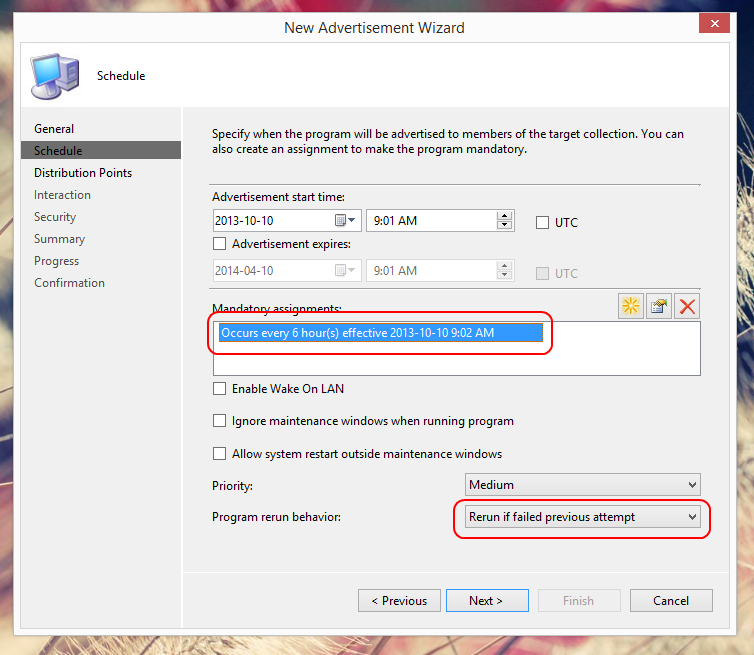 New Advertisement Wizard
Schedule
General
Schedule
Distribution Points
Interaction
Security
Summary
Progress
Confirmation
Specify when the program will be advertised to members of the target collection. You can
also create an assignment to make the program mandatory.
Advertisement start time:
2013-10-10 9:01 AM UTC
Advertisement expires:
2014-04-10 9:01 AM UTC
Mandatory assignments:
Occurs every 6 hour(s) effective 2013-10-10 9:02 AM
Enable Wake On LAN
Ignore maintenance windows when running program
Allow system restart outside maintenance windows
Priority: Medium
Program rerun behavior: Rerun if failed previous attempt
< Previous Next > Finish Cancel